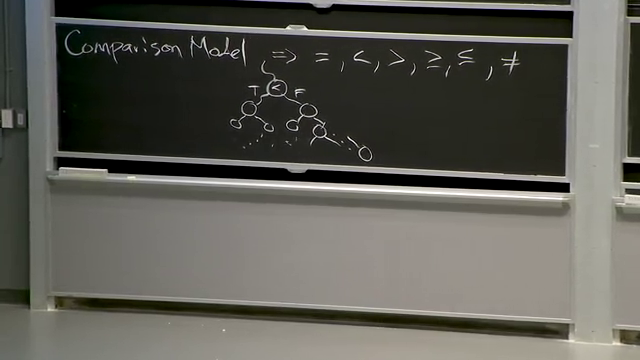 Comparison Model => =, <, >, ≥, ≤, ≠
T < F